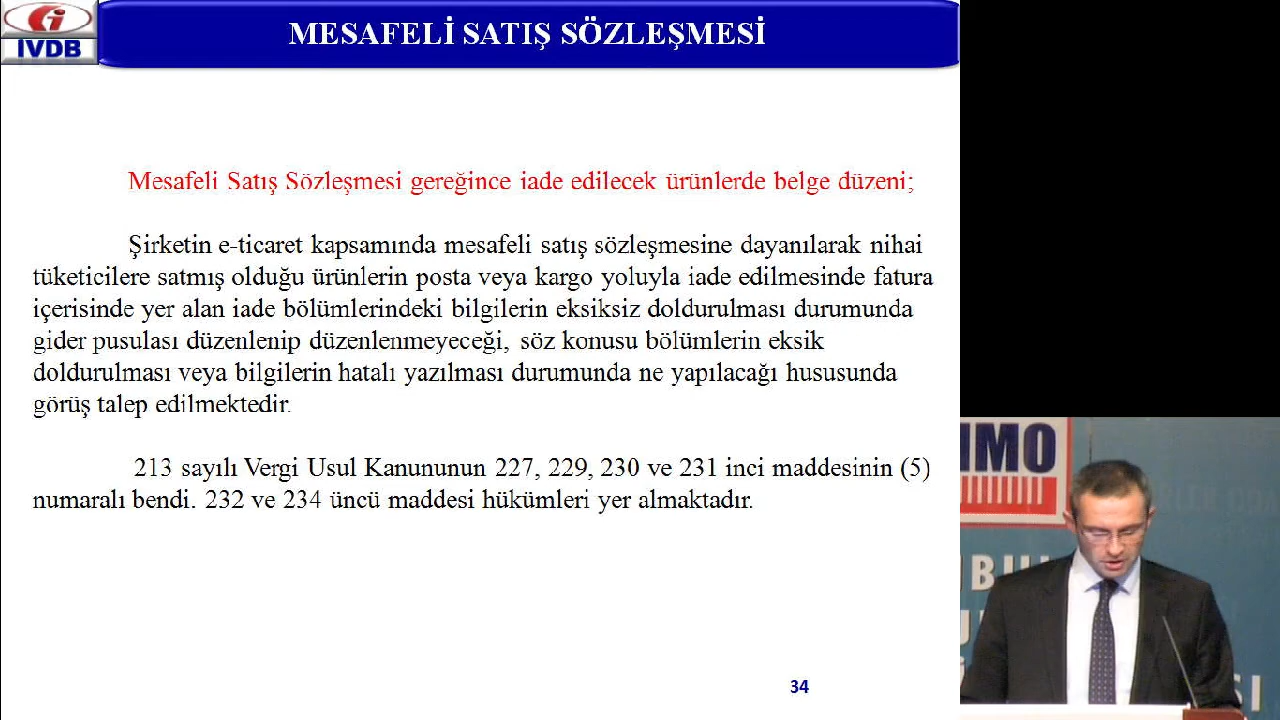 IVDB
MESAFELİ SATIŞ SÖZLEŞMESİ
Mesafeli Satış Sözleşmesi gereğince iade edilecek ürünlerde belge düzeni;
Şirketin e-ticaret kapsamında mesafeli satış sözleşmesine dayanılarak nihai
tüketicilere satmış olduğu ürünlerin posta veya kargo yoluyla iade edilmesinde fatura
içerisinde yer alan iade bölümlerindeki bilgilerin eksiksiz doldurulması durumunda
gider pusulası düzenlenip düzenlenmeyeceği, söz konusu bölümlerin eksik
doldurulması veya bilgilerin hatalı yazılması durumunda ne yapılacağı hususunda
görüş talep edilmektedir.
213 sayılı Vergi Usul Kanununun 227, 229, 230 ve 231 inci maddesinin (5)
numaralı bendi. 232 ve 234 üncü maddesi hükümleri yer almaktadır.
34
MMO